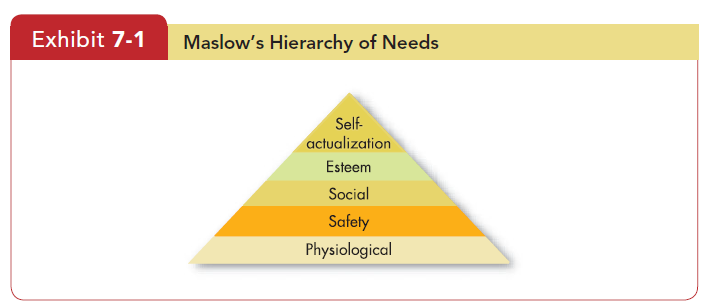 Exhibit 7-1
Maslow's Hierarchy of Needs
Self-
actualization
Esteem
Social
Safety
Physiological